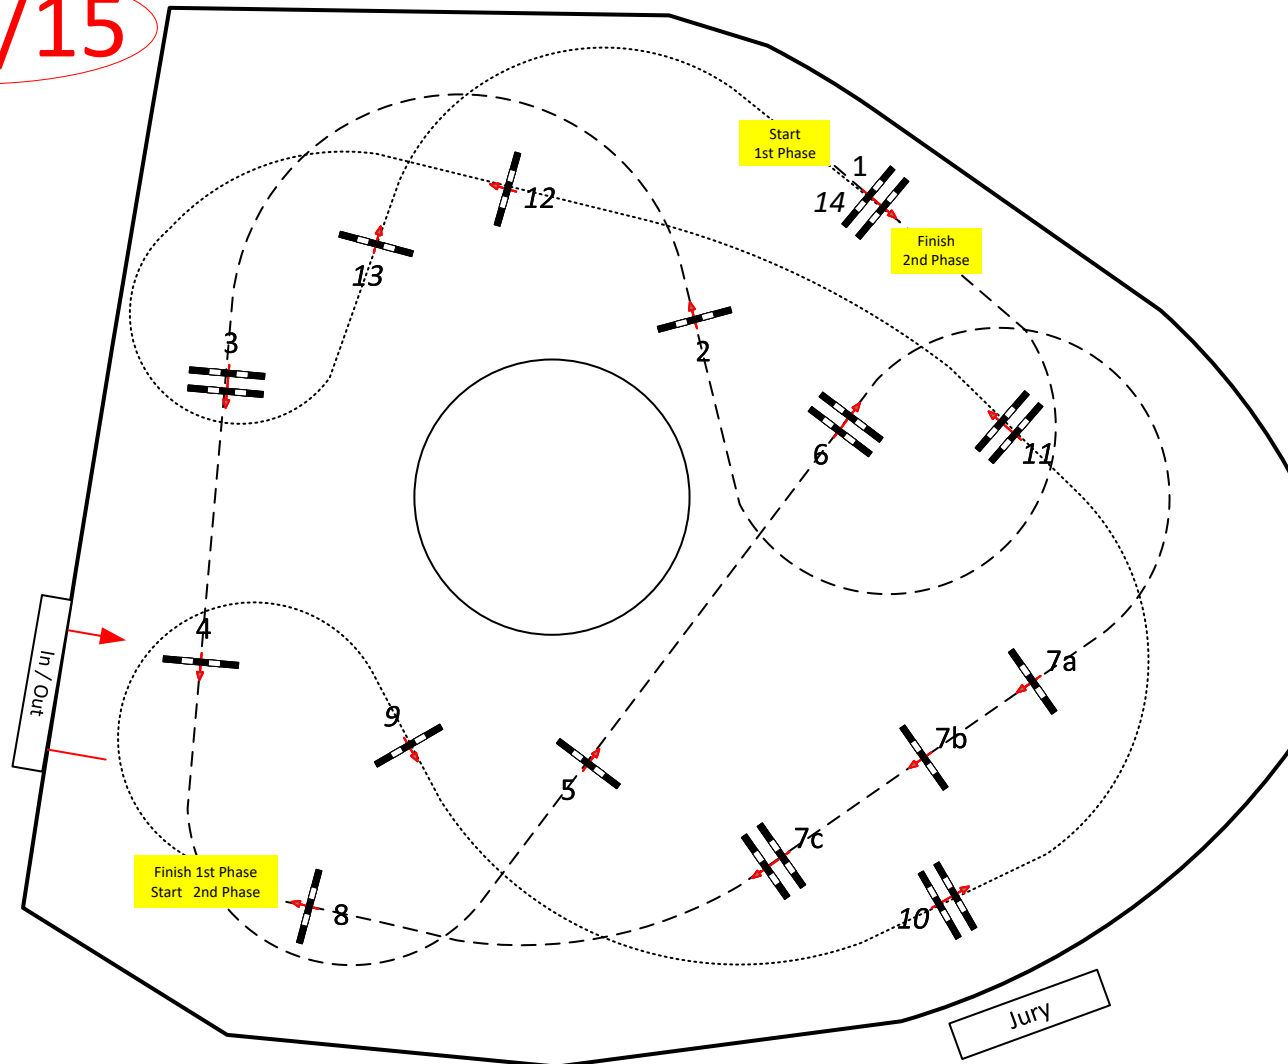 /15
Start
1st Phase
1
14
12
Finish
2nd Phase
13
3
2
6
11
4
In / Out
7a
9
7b
5
7c
Finish 1st Phase
Start 2nd Phase
8
10
Jury